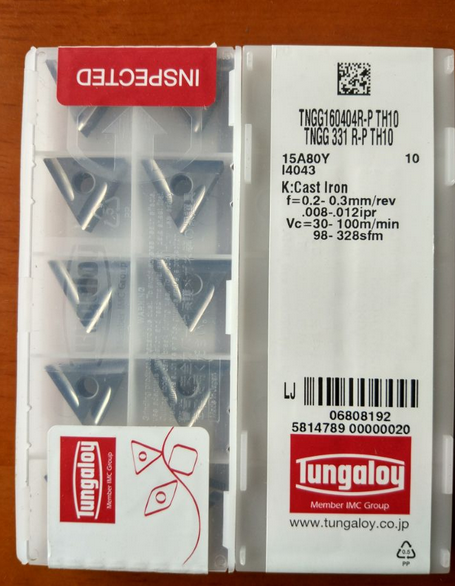 INSPECTED
Tungaloy
Member IMC Group
TNGG160404R-P TH10
TNGG 331 R-P TH10
15A80Y 10
I4043
K:Cast Iron
f=0.2- 0.3mm/rev
.008-.012ipr
Vc=30- 100m/min
98- 328sfm
LJ
06808192
5814789 00000020
Tungaloy
Member IMC Group
www.tungaloy.co.jp
PP